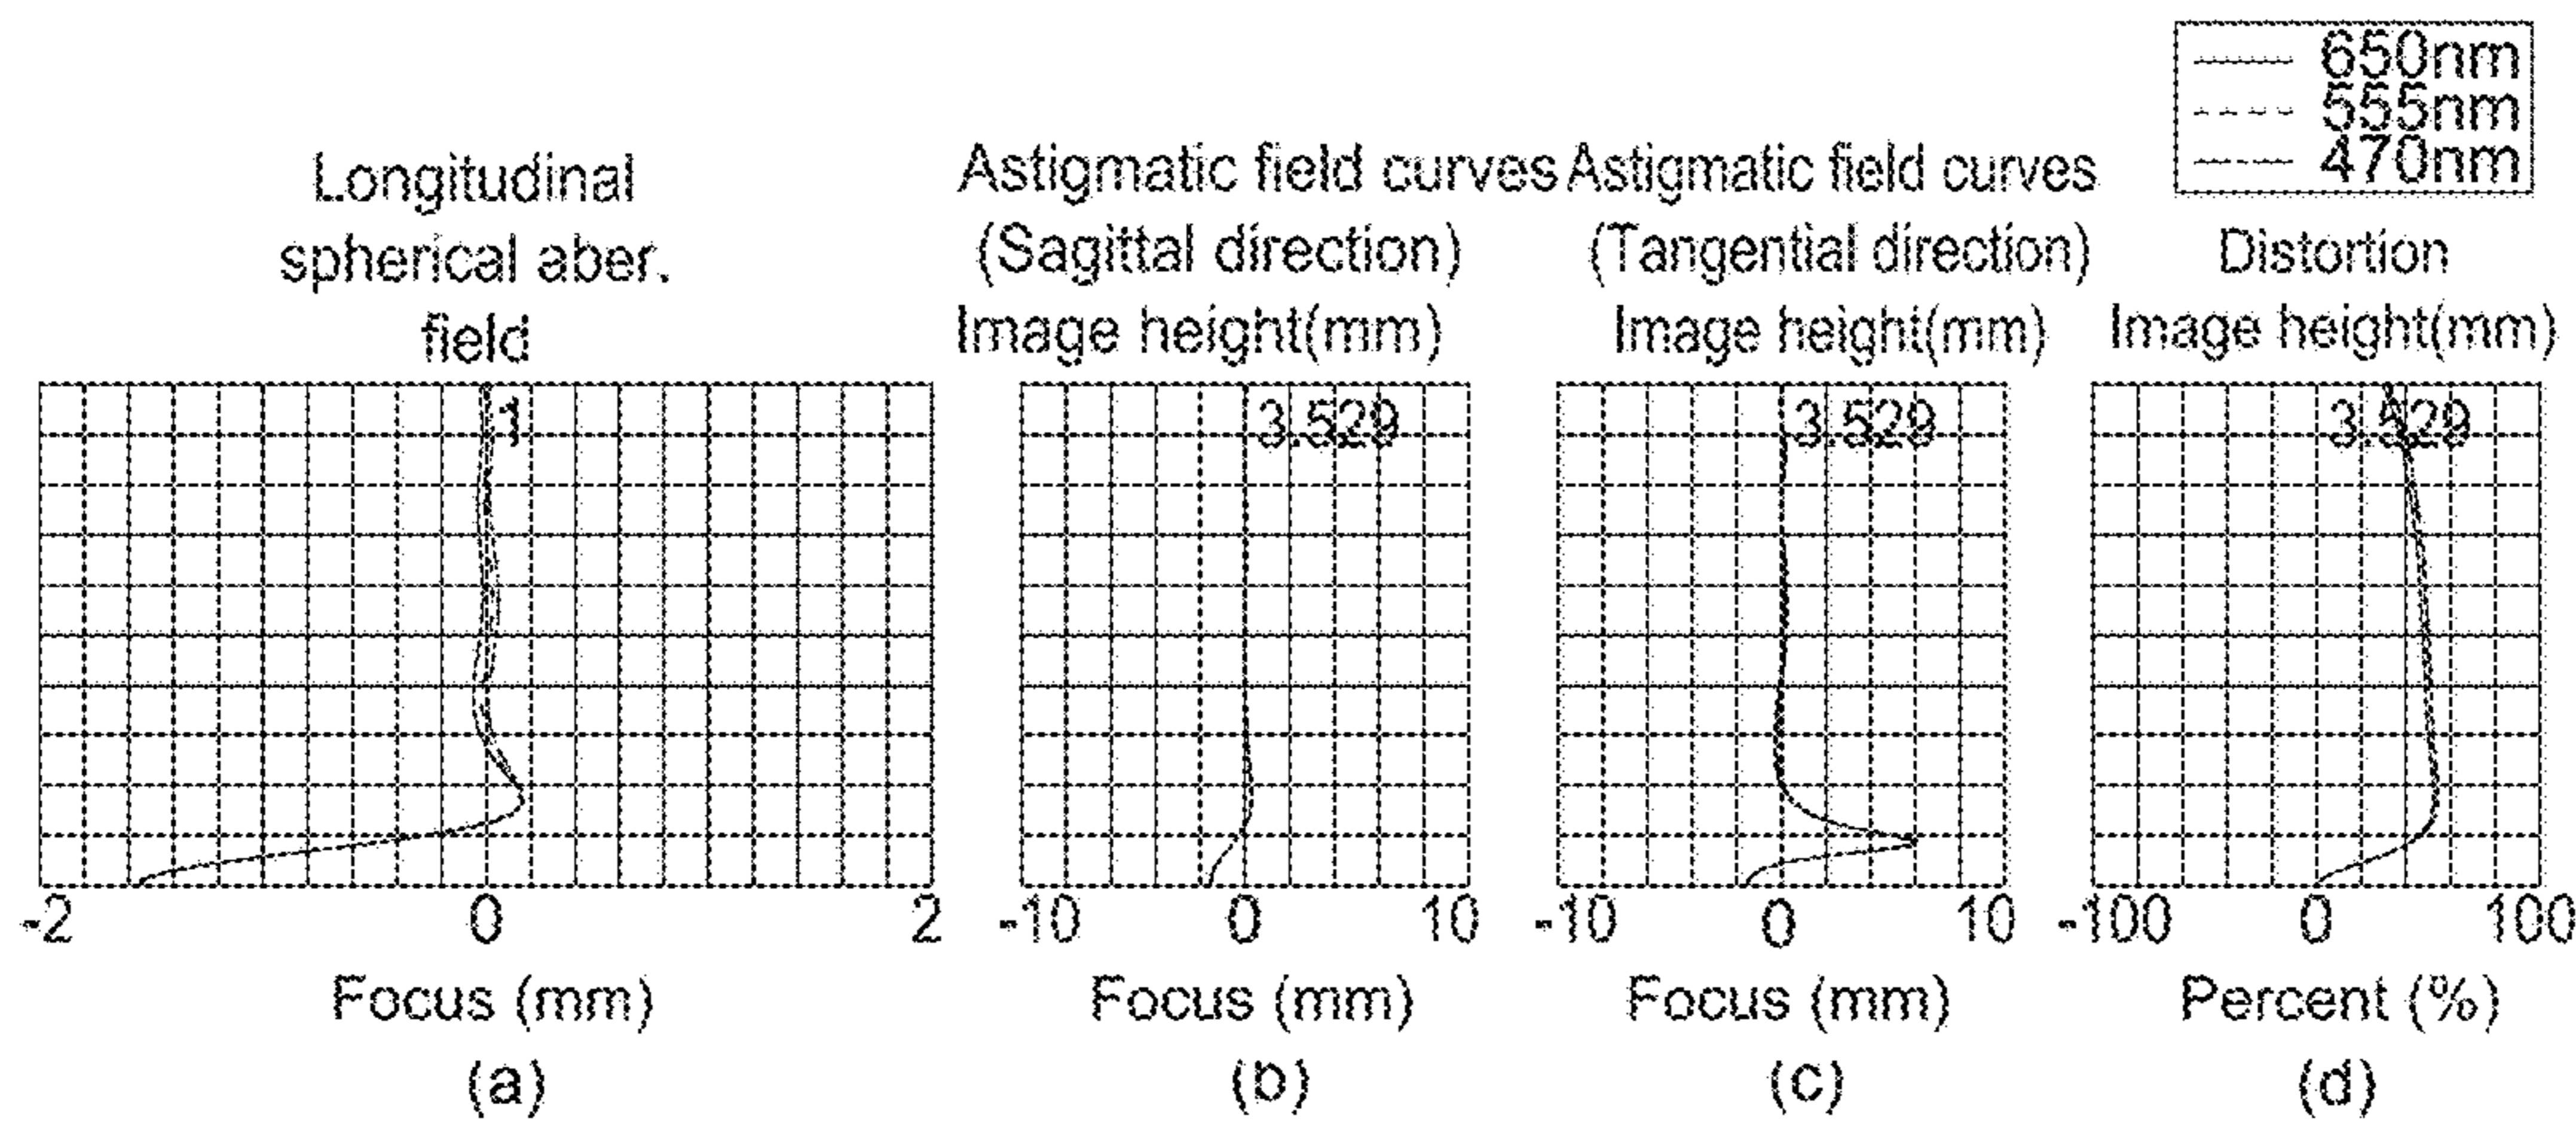 650nm
555nm
470nm
Longitudinal
spherical aber.
field
Astigmatic field curves
(Sagittal direction)
Image height(mm)
Astigmatic field curves
(Tangential direction)
Image height(mm)
Distortion
Image height(mm)
1
3.529
3.529
3.529
-2 0 2
-10 0 10
-10 0 10
-100 0 100
Focus (mm)
Focus (mm)
Focus (mm)
Percent (%)
(a)
(b)
(c)
(d)